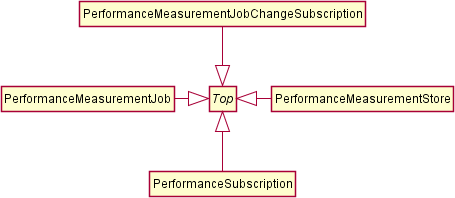 PerformanceMeasurementJobChangeSubscription
PerformanceMeasurementJob
Top
PerformanceMeasurementStore
PerformanceSubscription